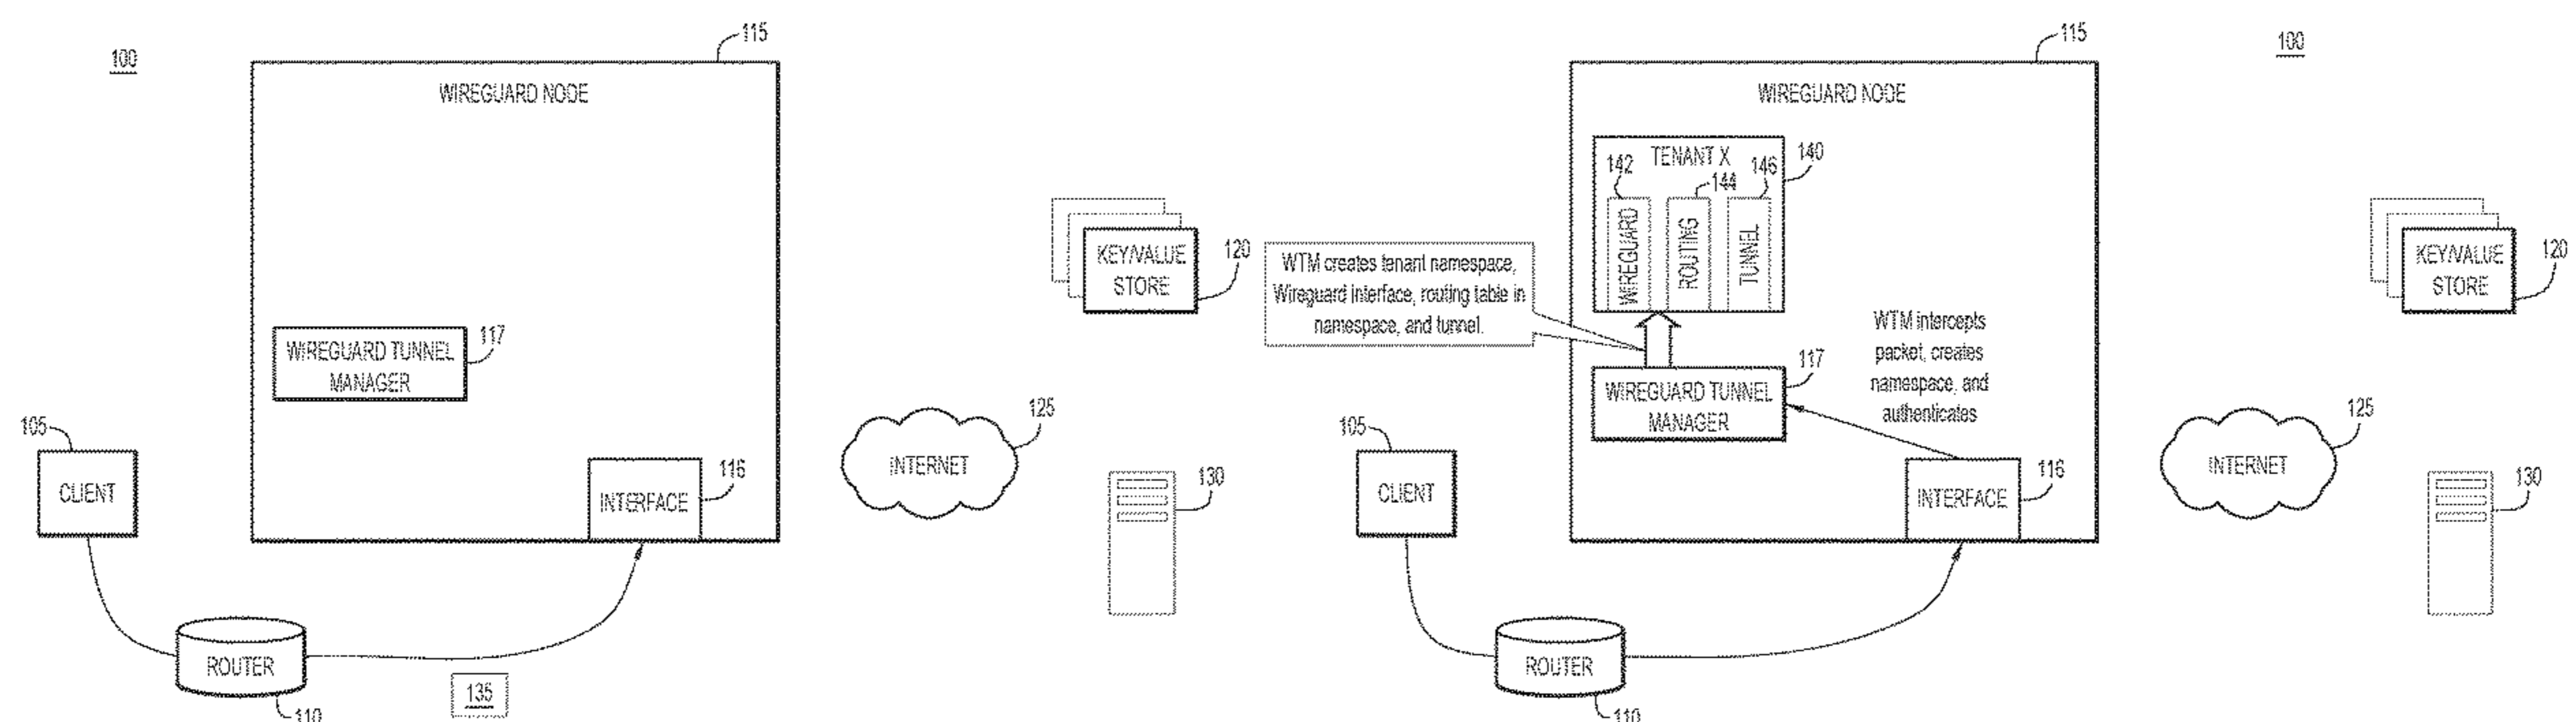 100
115
WIREGUARD NODE
KEY/VALUE
STORE
120
WIREGUARD TUNNEL
MANAGER
117
105
CLIENT
INTERFACE
116
INTERNET
125
130
ROUTER
110
135
100
115
WIREGUARD NODE
TENANT X
140
142
144
146
WIREGUARD
ROUTING
TUNNEL
WTM creates tenant namespace,
Wireguard Interface, routing table in
namespace, and tunnel.
WTM intercepts
packet, creates
namespace, and
authenticates
WIREGUARD TUNNEL
MANAGER
117
KEY/VALUE
STORE
120
105
CLIENT
INTERFACE
116
INTERNET
125
130
ROUTER
110